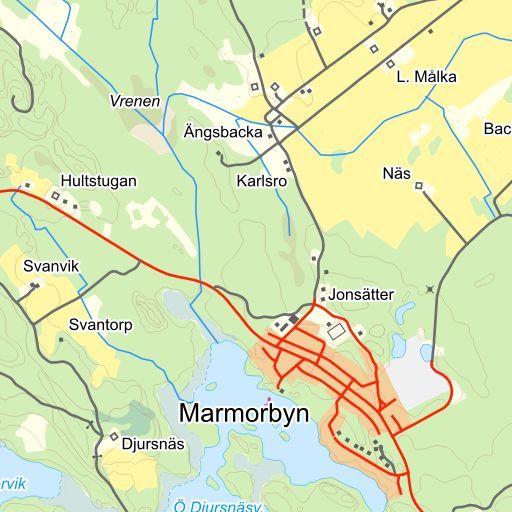 L. Målka
Vrenen
Ängsbacka
Bac
Näs
Karlsro
Hultstugan
Svanvik
Jonsätter
Svantorp
Marmorbyn
Djursnäs
rvik
Ö Djursnäsv